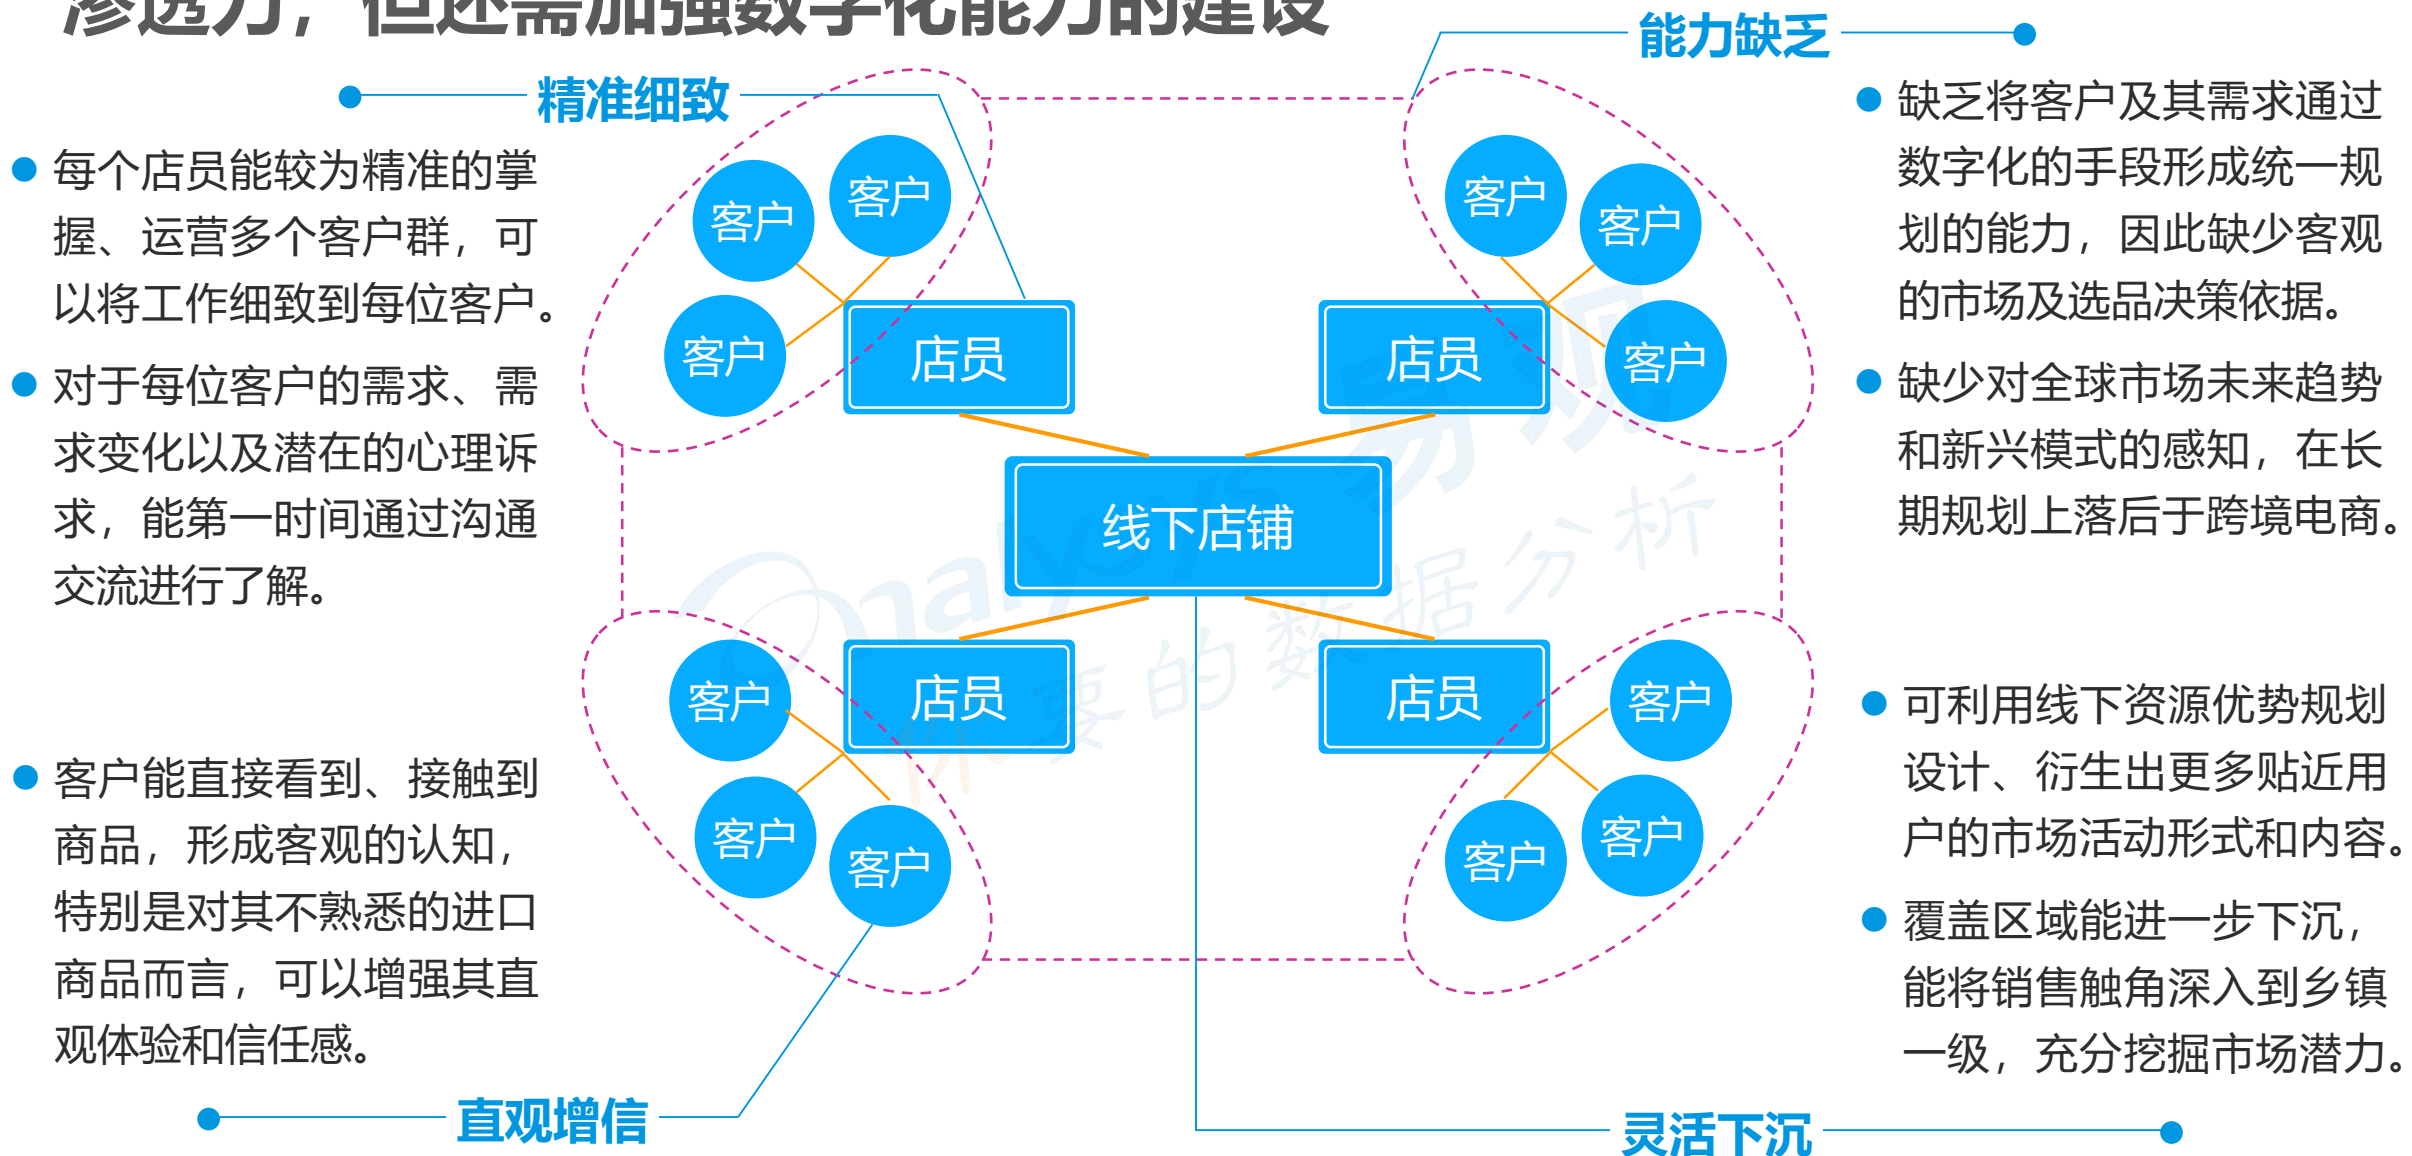 渗透力，但还需加强数字化能力的建设
精准细致
每个店员能较为精准的掌
握、运营多个客户群，可
以将工作细致到每位客户。
对于每位客户的需求、需
求变化以及潜在的心理诉
求，能第一时间通过沟通
交流进行了解。
客户能直接看到、接触到
商品，形成客观的认知，
特别是对其不熟悉的进口
商品而言，可以增强其直
观体验和信任感。
直观增信
客户
客户
客户
店员
客户
客户
客户
店员
线下店铺
客户
客户
客户
店员
客户
客户
客户
店员
能力缺乏
缺乏将客户及其需求通过
数字化的手段形成统一规
划的能力，因此缺少客观
的市场及选品决策依据。
缺少对全球市场未来趋势
和新兴模式的感知，在长
期规划上落后于跨境电商。
可利用线下资源优势规划
设计、衍生出更多贴近用
户的市场活动形式和内容。
覆盖区域能进一步下沉，
能将销售触角深入到乡镇
一级，充分挖掘市场潜力。
灵活下沉
analysys 易观
你要的数据分析